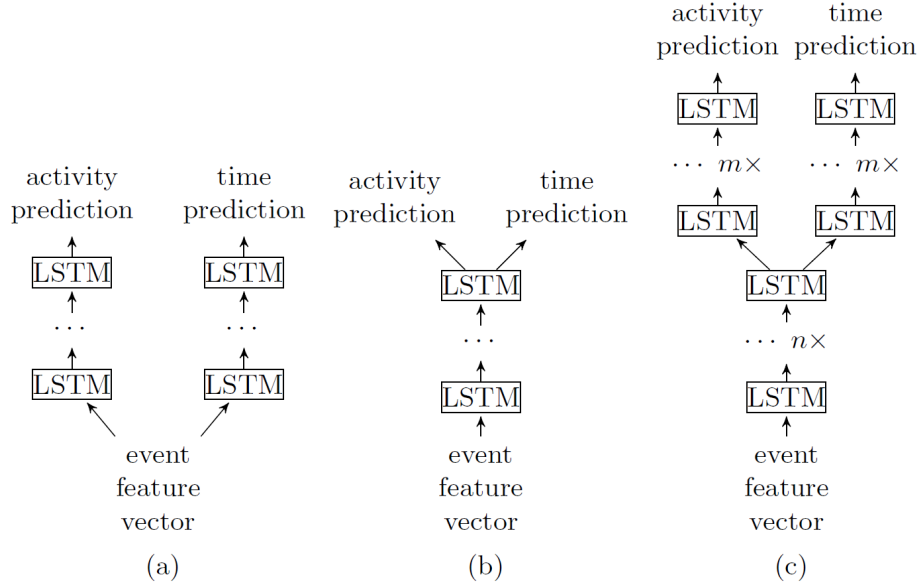 activity
prediction
time
prediction
LSTM
LSTM
...
...
LSTM
LSTM
event
feature
vector
(a)
activity
prediction
time
prediction
LSTM
...
LSTM
event
feature
vector
(b)
activity
prediction
time
prediction
LSTM
LSTM
... m×
... m×
LSTM
LSTM
LSTM
... n×
LSTM
event
feature
vector
(c)